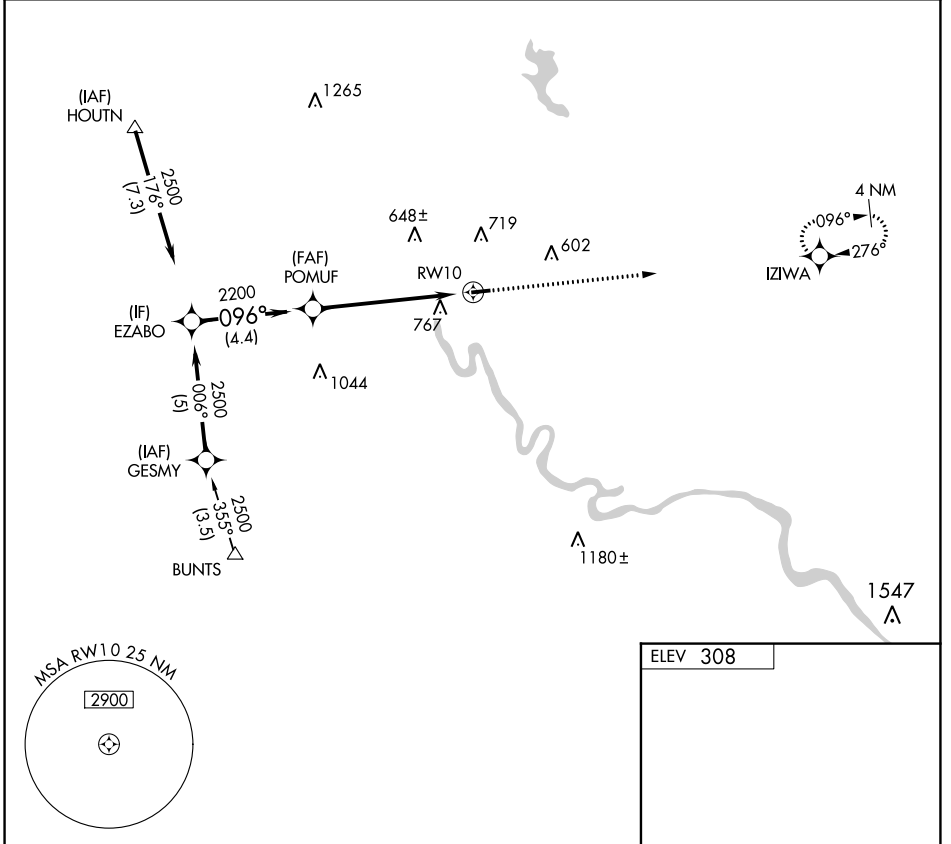 (IAF)
HOUTN
1265
2500
176°
(7.3)
4 NM
096°
276°
IZIWA
648±
719
602
(FAF)
POMUF
RW10
(IF)
EZABO
2200
096°
(4.4)
767
1044
2500
006°
(5)
(IAF)
GESMY
2500
355°
(3.5)
BUNTS
1180±
1547
MSA RW10 25 NM
2900
ELEV 308